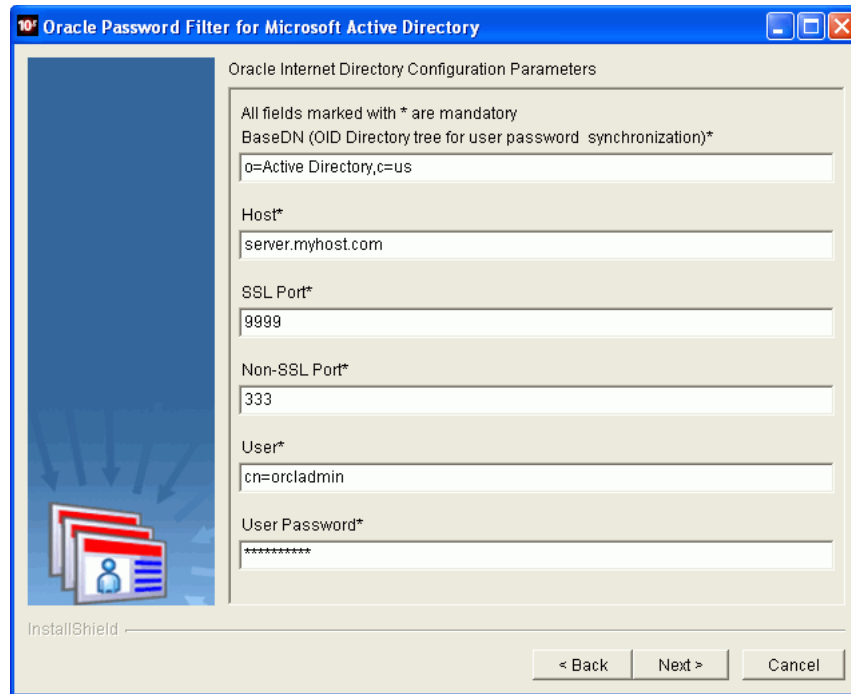 10g Oracle Password Filter for Microsoft Active Directory
Oracle Internet Directory Configuration Parameters
All fields marked with * are mandatory
BaseDN (OID Directory tree for user password synchronization)*
o=Active Directory,c=us
Host*
server.myhost.com
SSL Port*
9999
Non-SSL Port*
333
User*
cn=orcladmin
User Password*
**********
InstallShield
< Back Next > Cancel